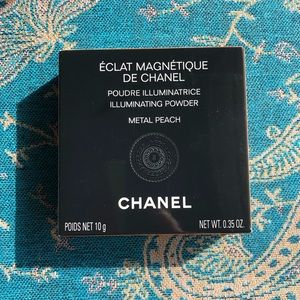 ÉCLAT MAGNÉTIQUE
DE CHANEL
POUDRE ILLUMINATRICE
ILLUMINATING POWDER
METAL PEACH
CHANEL
POIDS NET 10 g NET WT. 0.35 OZ.